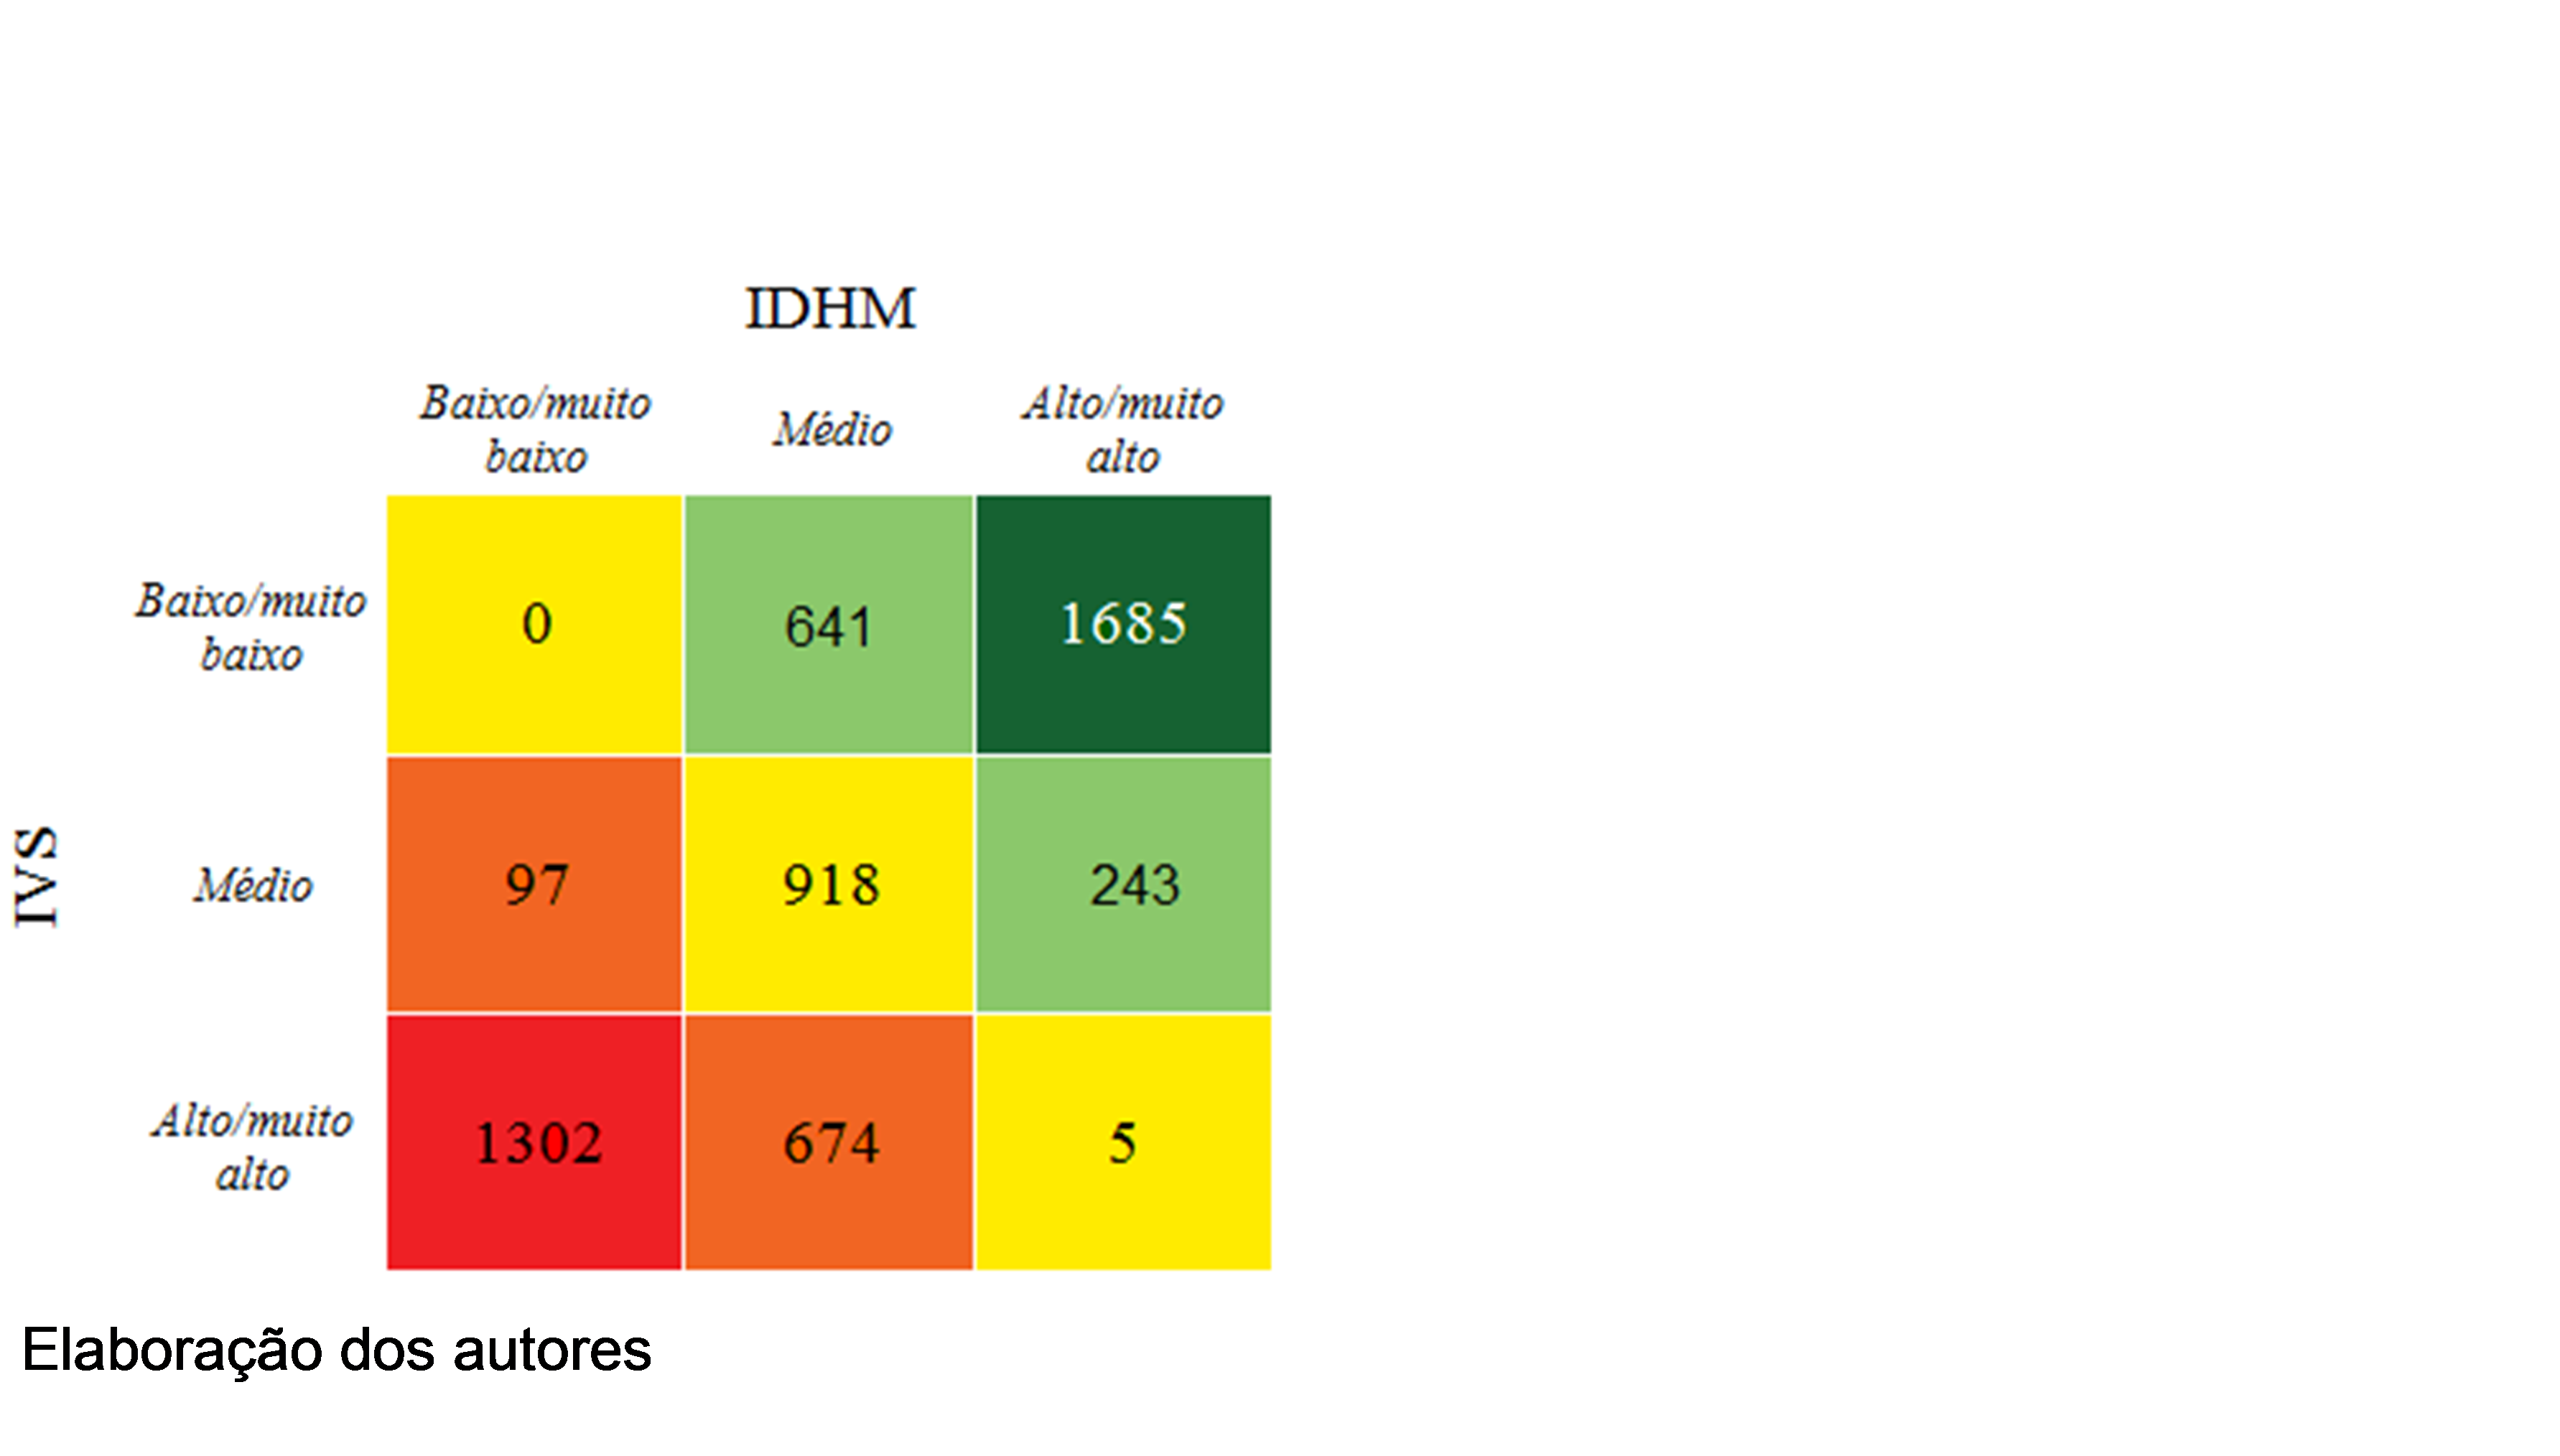 IDHM
Baixo/muito
baixo
Médio
Alto/muito
alto
Baixo/muito
baixo
0
641
1685
IVS
Médio
97
918
243
Alto/muito
alto
1302
674
5
Elaboração dos autores